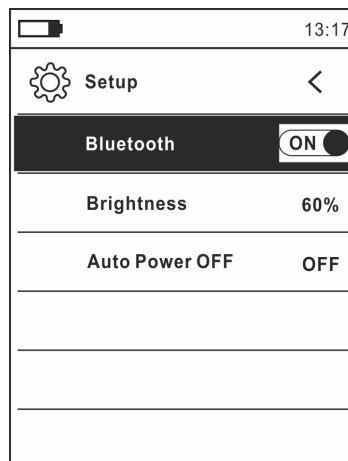 13:17
Setup
Bluetooth ON
Brightness 60%
Auto Power OFF OFF